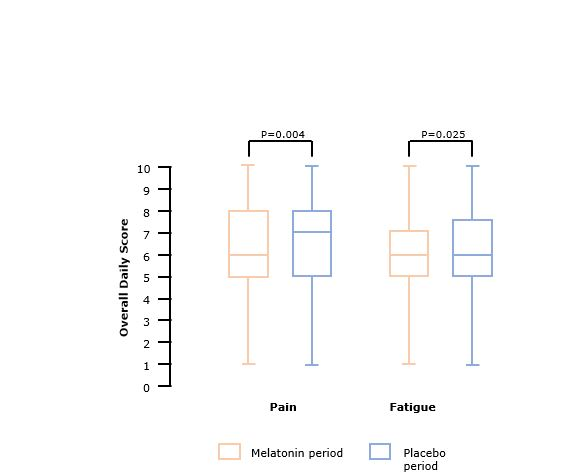 P=0.004
P=0.025
10
9
8
7
6
5
4
3
2
1
0
Overall Daily Score
Pain
Fatigue
Melatonin period
Placebo
period